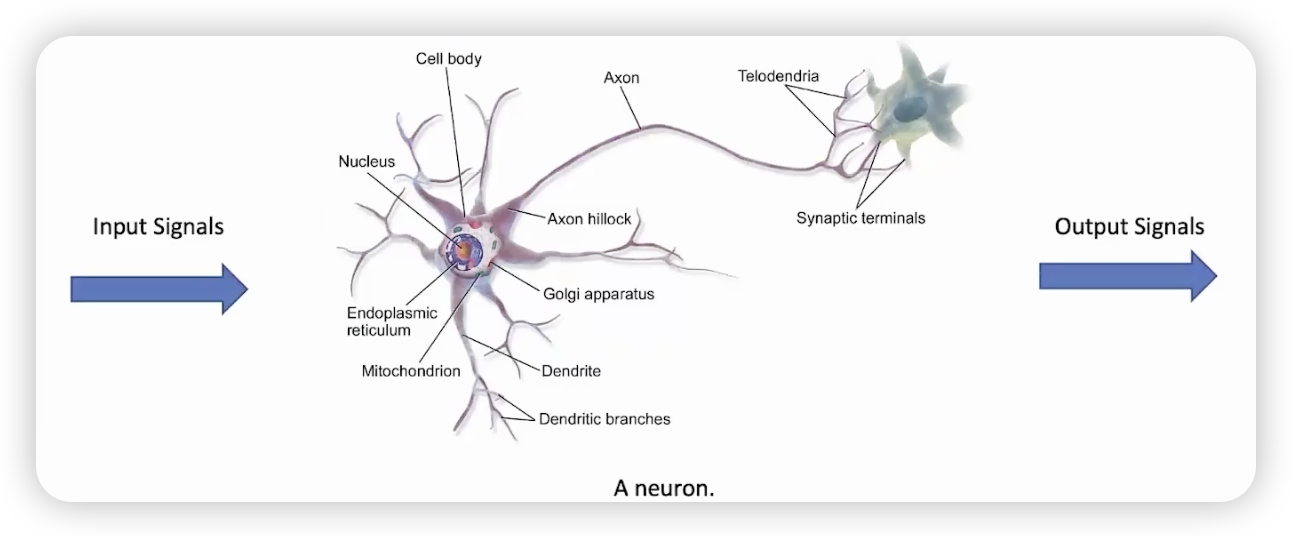 Cell body
Axon
Telodendria
Nucleus
Input Signals
Axon hillock
Synaptic terminals
Output Signals
Golgi apparatus
Endoplasmic
reticulum
Mitochondrion
Dendrite
Dendritic branches
A neuron.